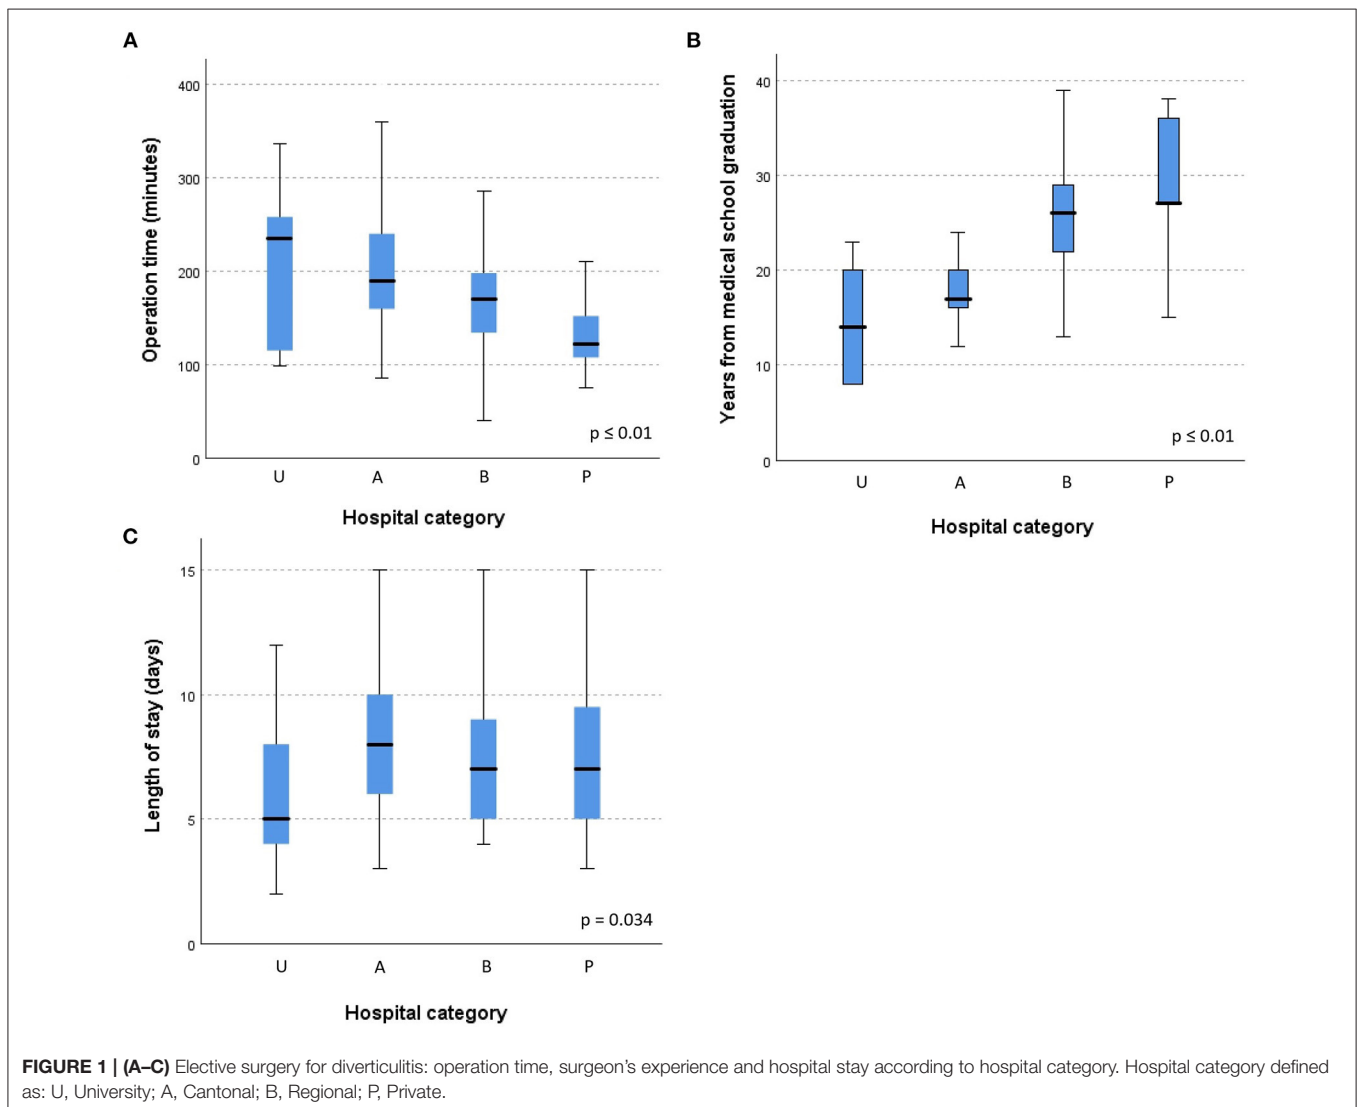 A
400
300
200
100
0
Operation time (minutes)
U A B P
p ≤ 0.01
Hospital category
B
40
30
20
10
0
Years from medical school graduation
U A B P
p ≤ 0.01
Hospital category
C
15
10
5
0
Length of stay (days)
U A B P
p = 0.034
Hospital category
FIGURE 1 | (A–C) Elective surgery for diverticulitis: operation time, surgeon's experience and hospital stay according to hospital category. Hospital category defined
as: U, University; A, Cantonal; B, Regional; P, Private.